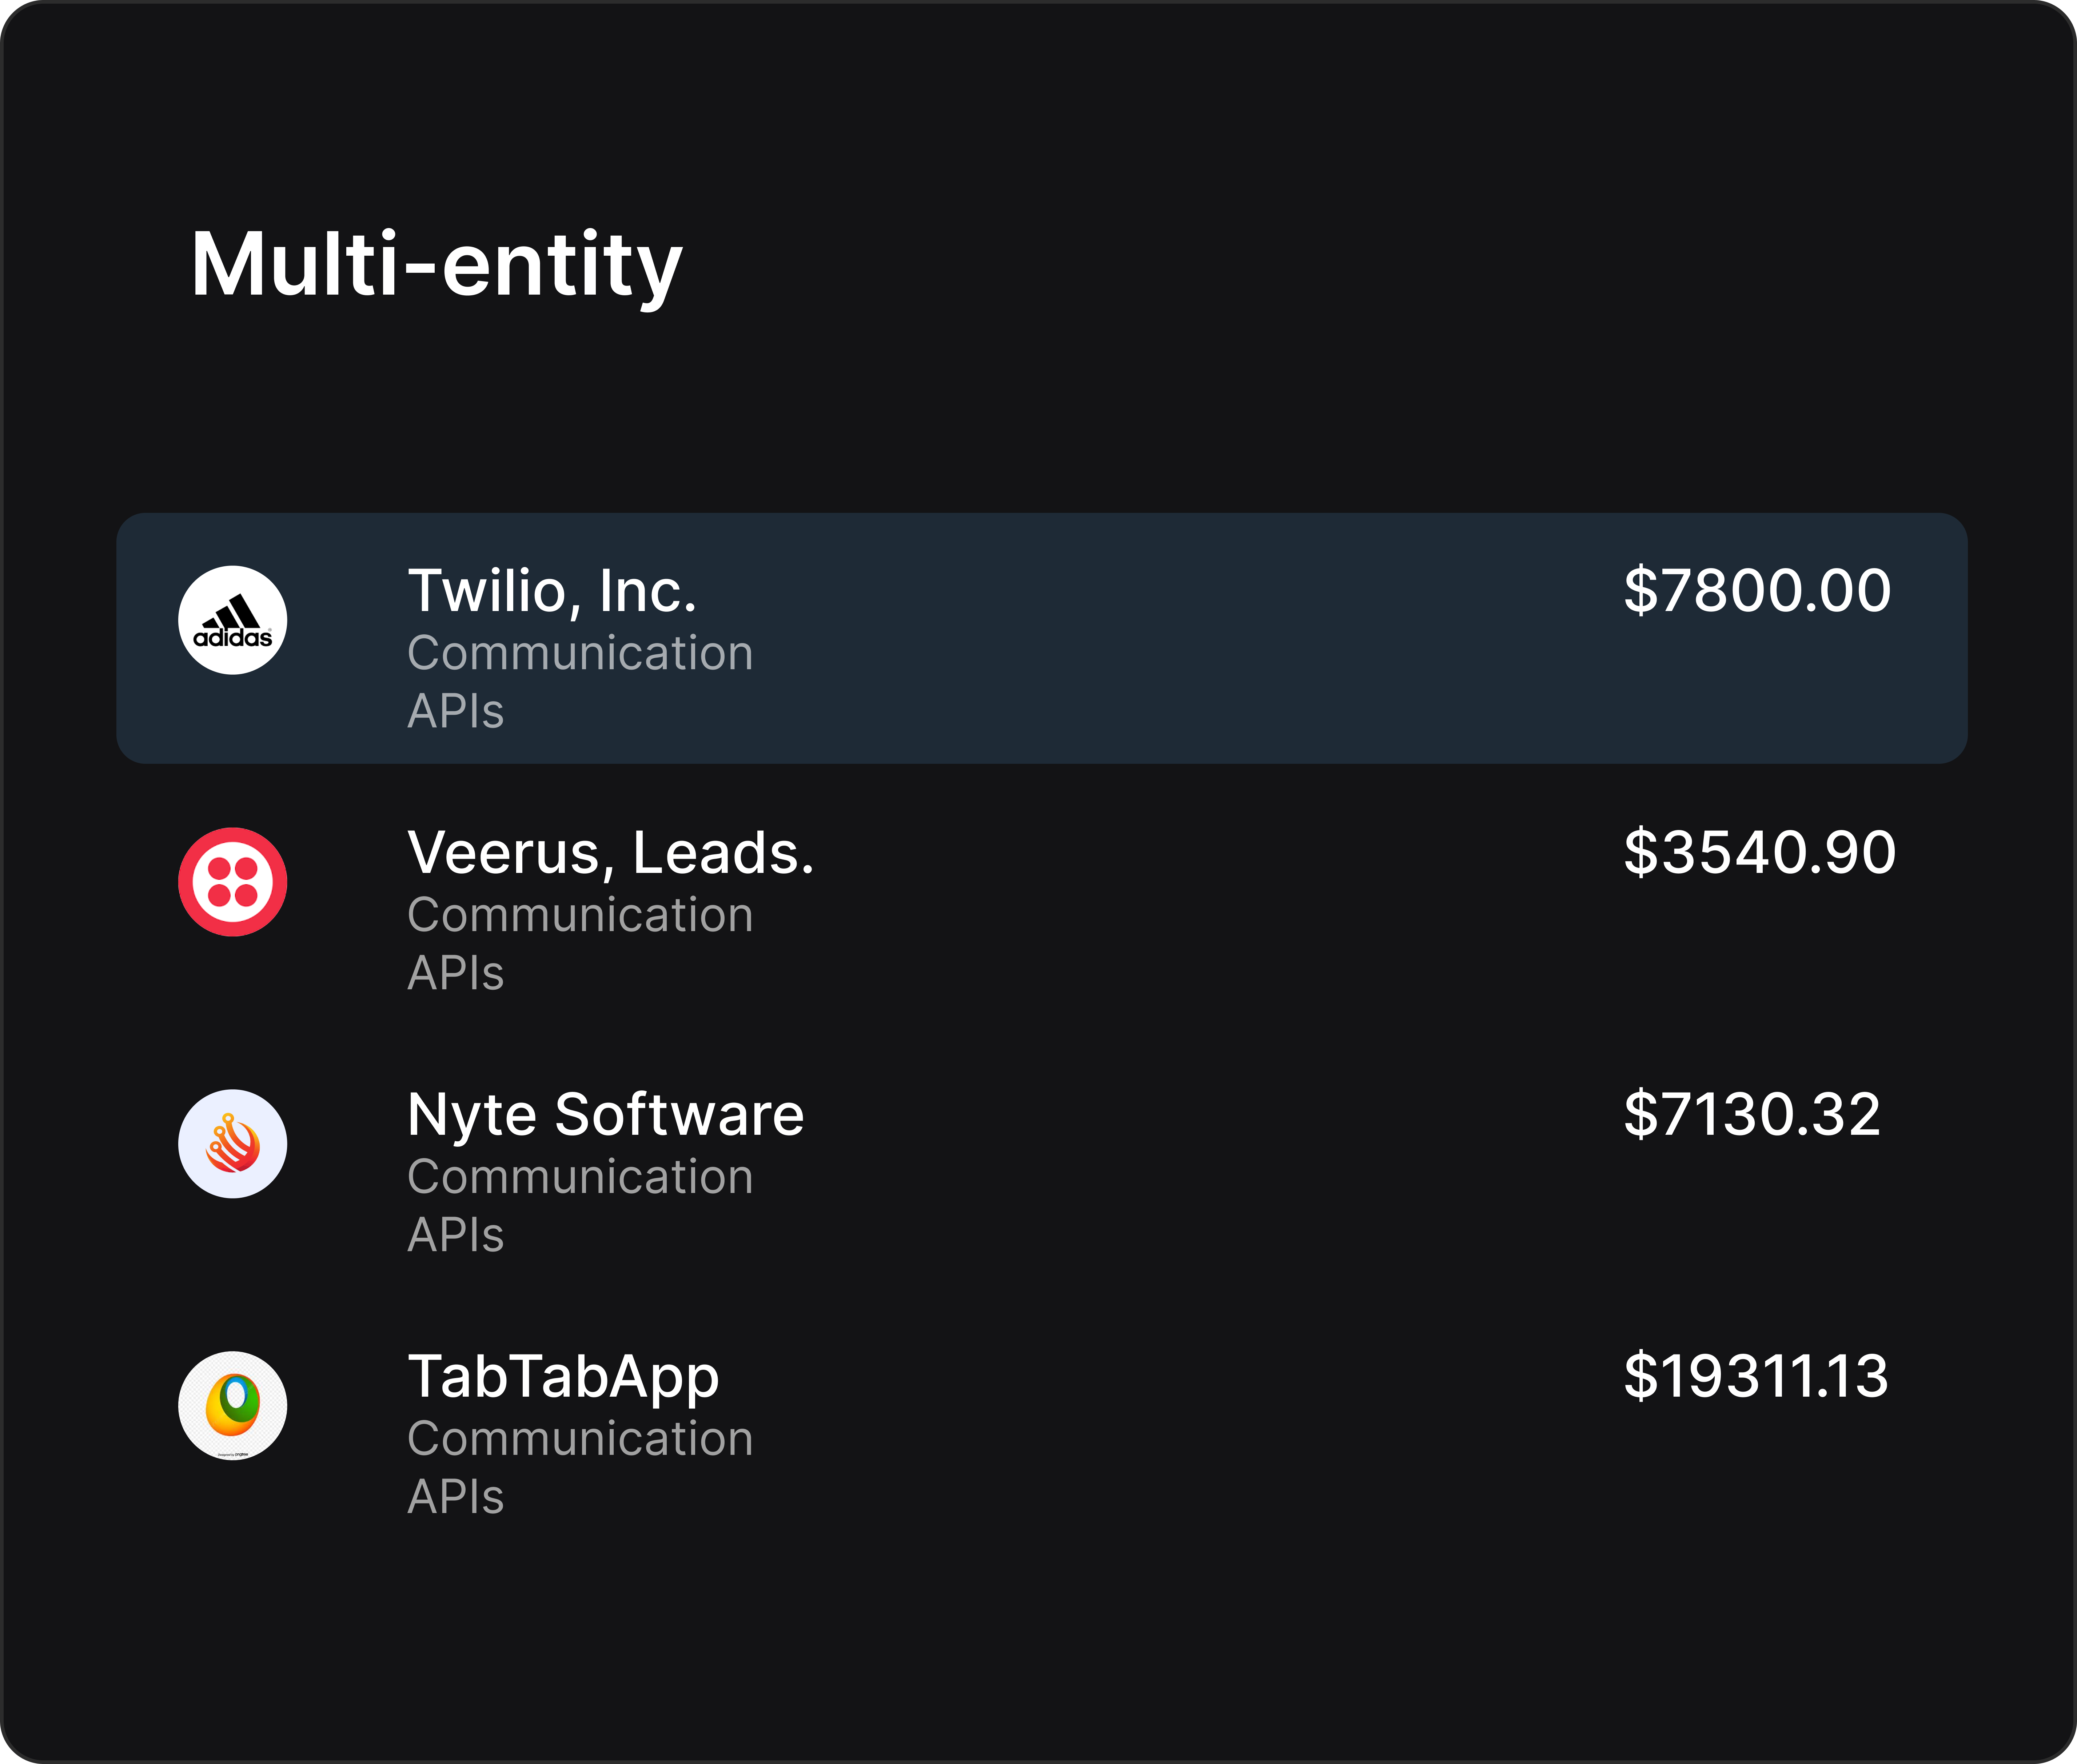 Multi-entity
adidas
Twilio, Inc.
$7800.00
Communication
APIs
Veerus, Leads.
$3540.90
Communication
APIs
Nyte Software
$7130.32
Communication
APIs
TabTabApp
$19311.13
Communication
APIs